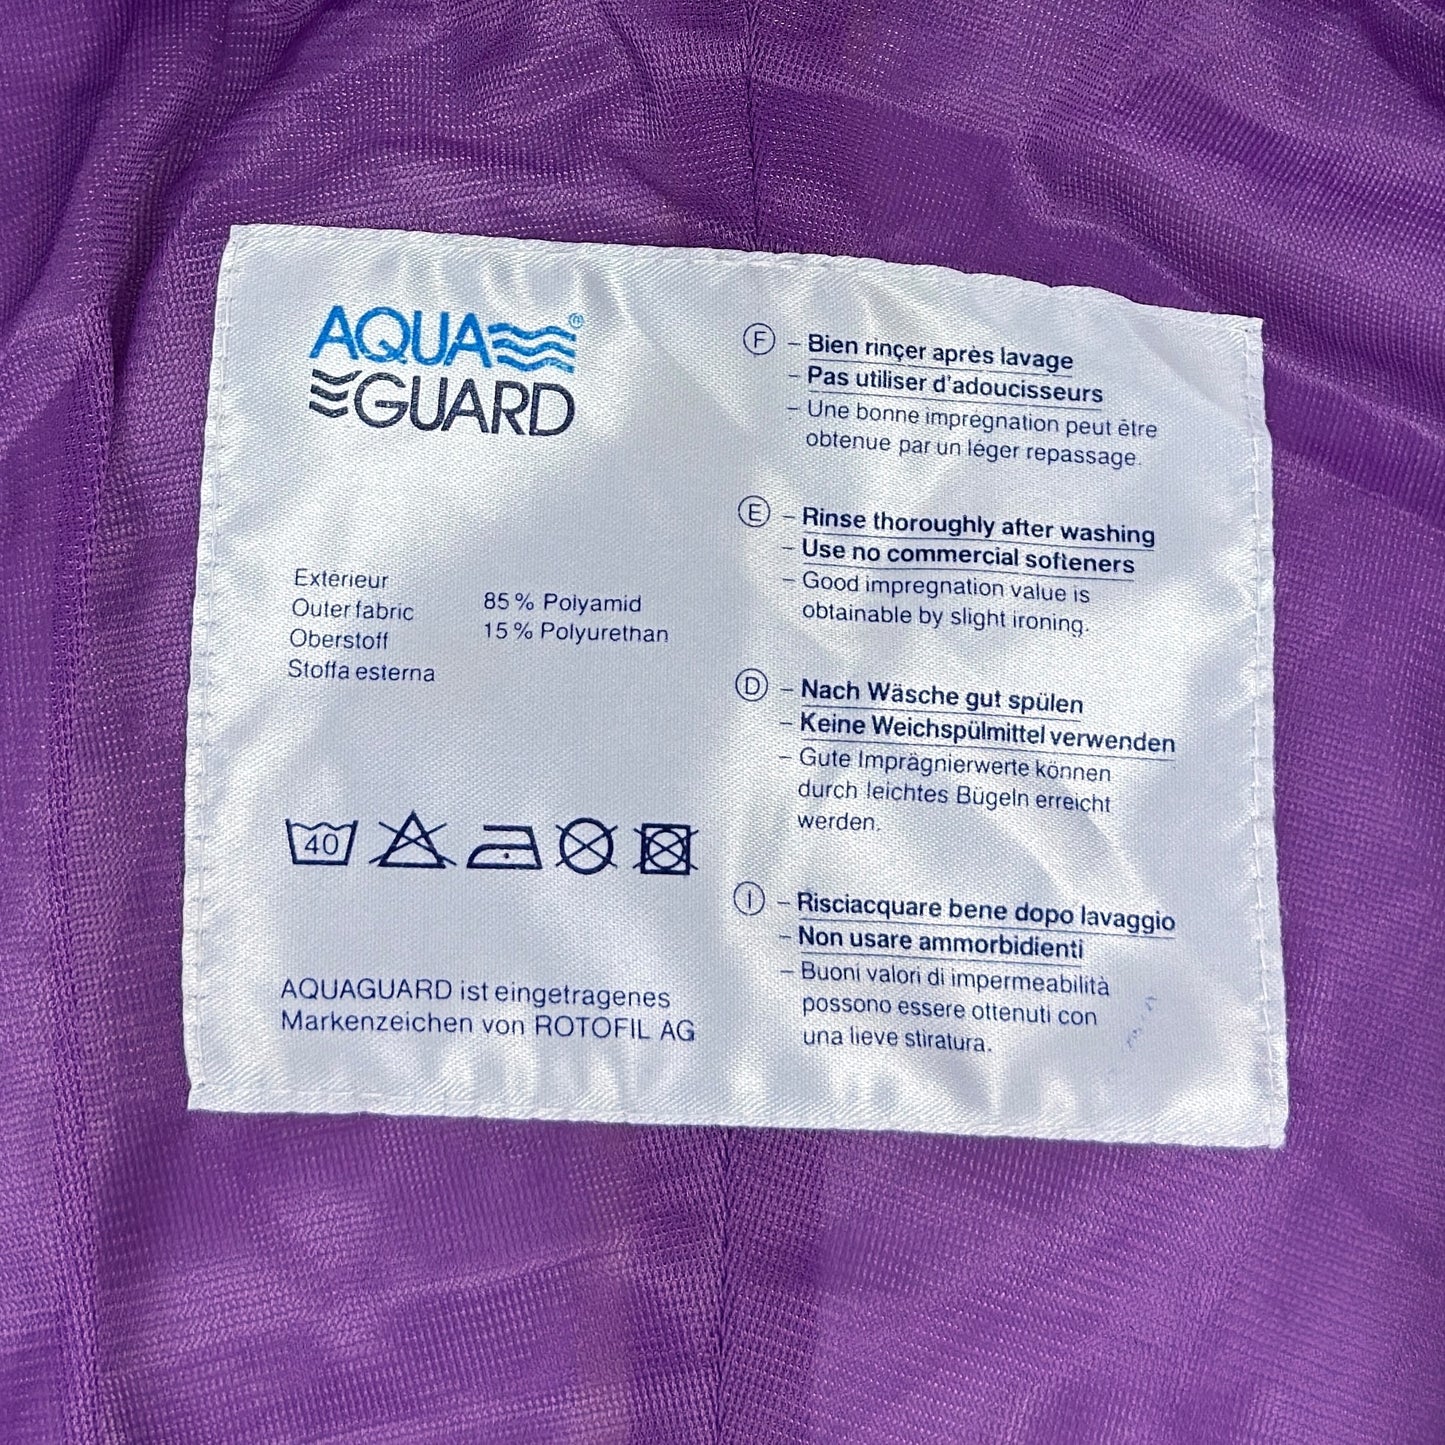 AQUA®
GUARD
Extérieur
Outer fabric
Oberstoff
Stoffa esterna
85% Polyamid
15% Polyurethan
40
AQUAGUARD ist eingetragenes
Markenzeichen von ROTOFIL AG
F – Bien rinçer après lavage
– Pas utiliser d'adoucisseurs
– Une bonne impregnation peut être
obtenue par un léger repassage.
E – Rinse thoroughly after washing
– Use no commercial softeners
– Good impregnation value is
obtainable by slight ironing.
D – Nach Wäsche gut spülen
– Keine Weichspülmittel verwenden
– Gute Imprägnierwerte können
durch leichtes Bügeln erreicht
werden.
I – Risciacquare bene dopo lavaggio
– Non usare ammorbidienti
– Buoni valori di impermeabilità
possono essere ottenuti con
una lieve stiratura.